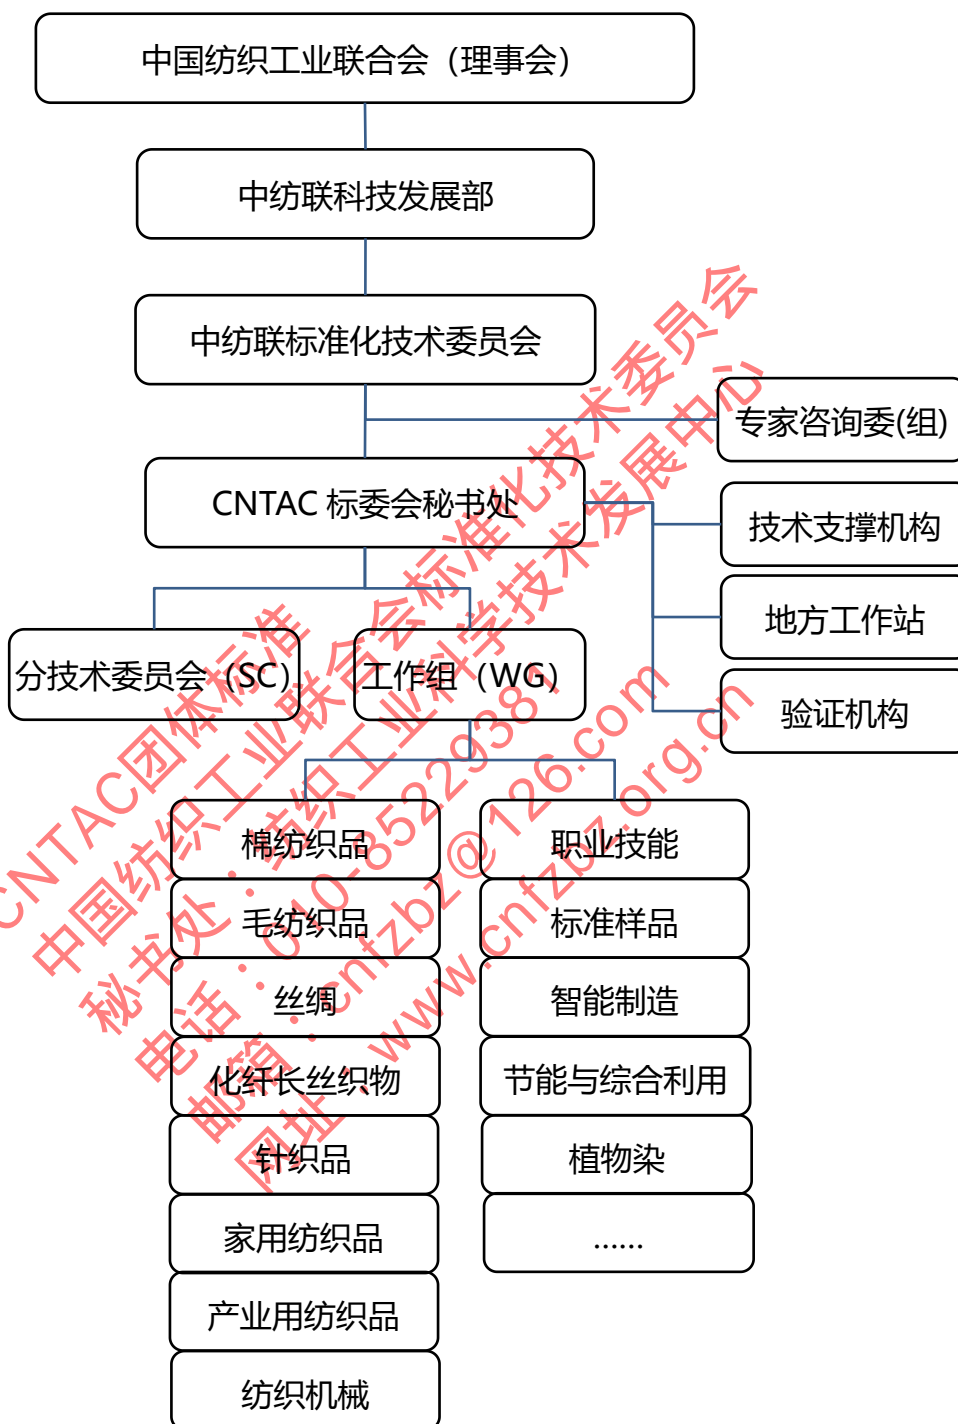 中国纺织工业联合会（理事会）
中纺联科技发展部
中纺联标准化技术委员会
专家咨询委(组)
CNTAC 标委会秘书处
技术支撑机构
地方工作站
验证机构
分技术委员会（SC）
工作组（WG）
棉纺织品
毛纺织品
丝绸
化纤长丝织物
针织品
家用纺织品
产业用纺织品
纺织机械
职业技能
标准样品
智能制造
节能与综合利用
植物染
……
CNTAC团体标准
中国纺织工业联合会标准化技术委员会
秘书处：纺织工业科学技术发展中心
电话：010-85229381
邮箱：cnfzbz@126.com
网址：www.cnfzbz.org.cn